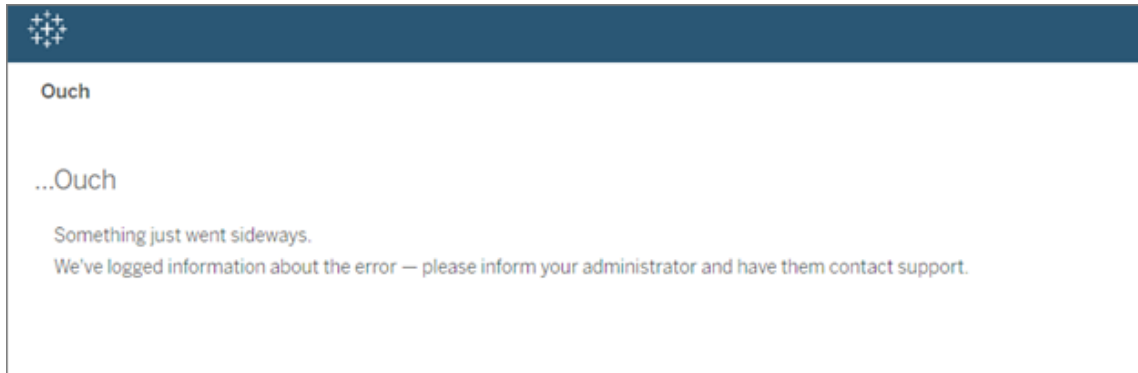 Ouch
...Ouch
Something just went sideways.
We've logged information about the error — please inform your administrator and have them contact support.